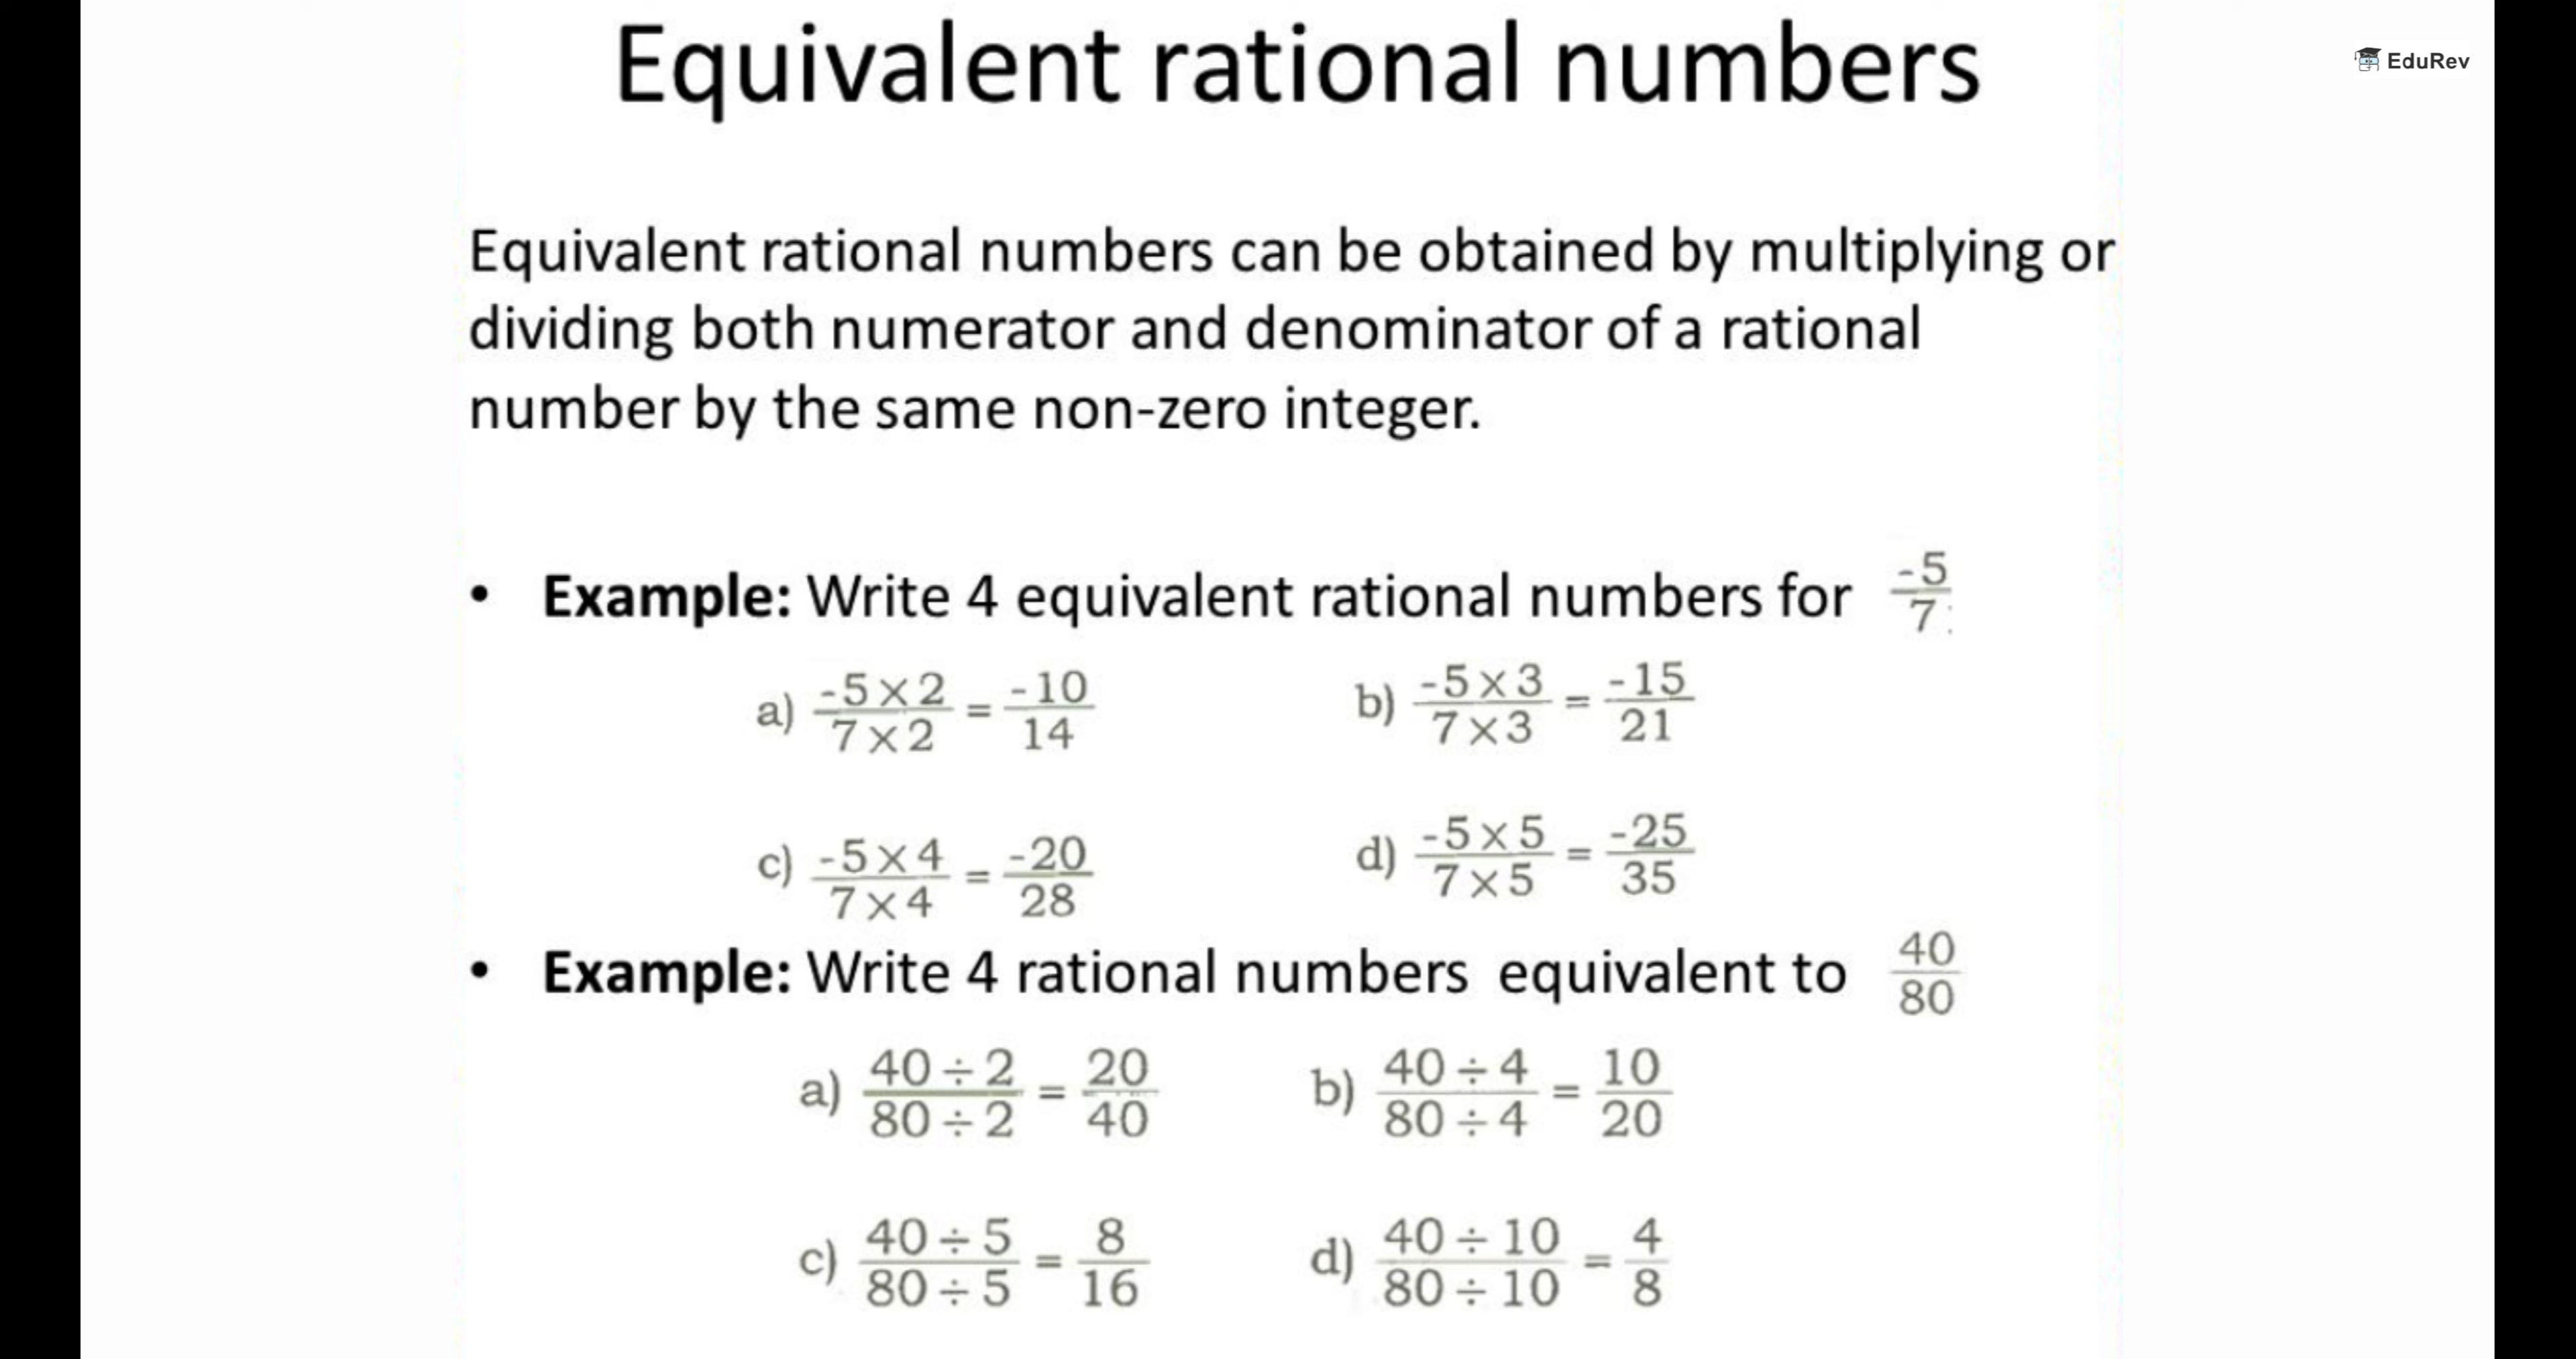 Equivalent rational numbers
EduRev
Equivalent rational numbers can be obtained by multiplying or
dividing both numerator and denominator of a rational
number by the same non-zero integer.
• Example: Write 4 equivalent rational numbers for -5/7
a) -5×2/7×2 = -10/14 b) -5×3/7×3 = -15/21
c) -5×4/7×4 = -20/28 d) -5×5/7×5 = -25/35
• Example: Write 4 rational numbers equivalent to 40/80
a) 40÷2/80÷2 = 20/40 b) 40÷4/80÷4 = 10/20
c) 40÷5/80÷5 = 8/16 d) 40÷10/80÷10 = 4/8